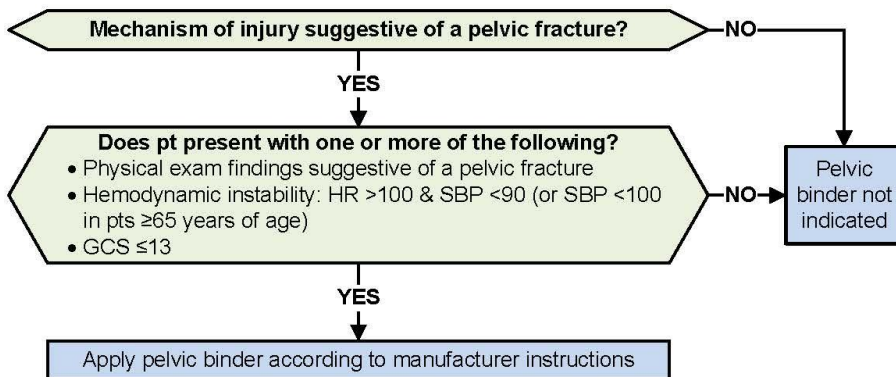 Mechanism of injury suggestive of a pelvic fracture?
NO
YES
Does pt present with one or more of the following?
• Physical exam findings suggestive of a pelvic fracture
• Hemodynamic instability: HR >100 & SBP <90 (or SBP <100
in pts ≥65 years of age)
• GCS ≤13
NO
Pelvic
binder not
indicated
YES
Apply pelvic binder according to manufacturer instructions